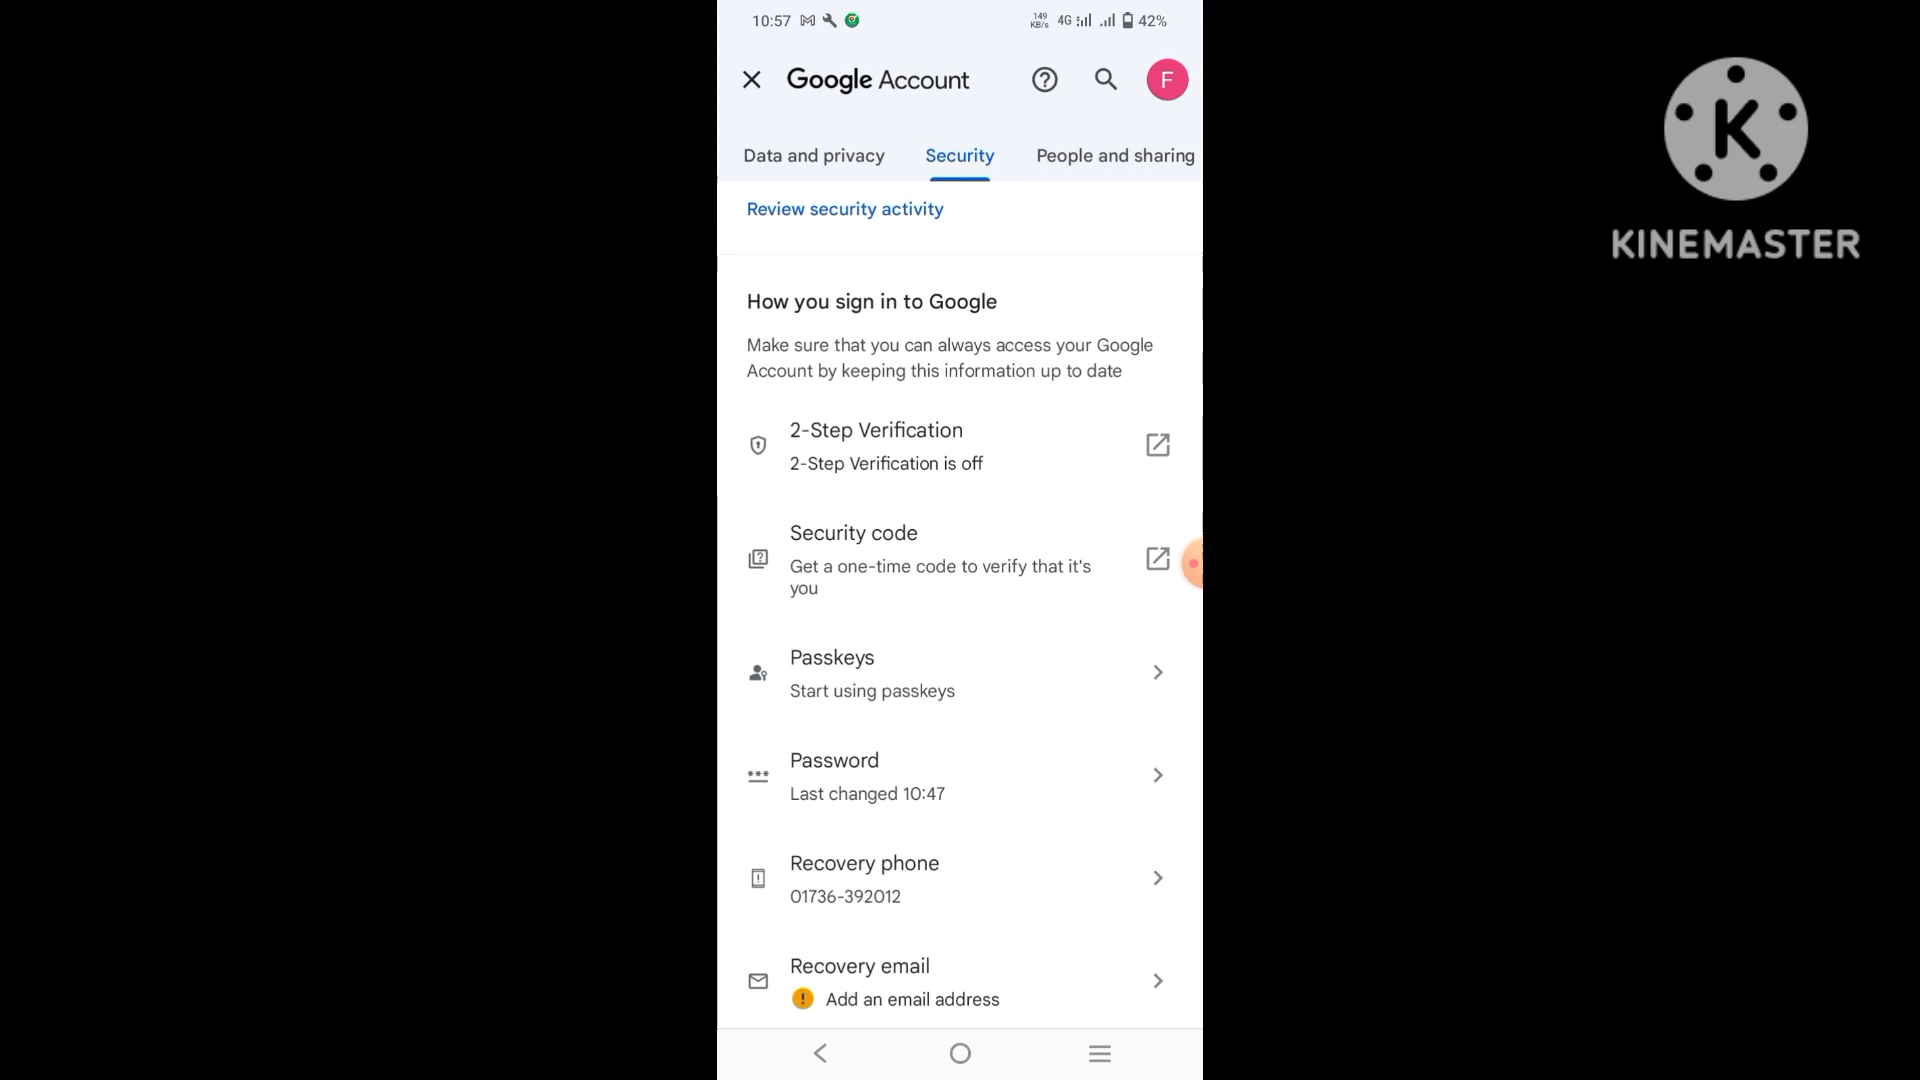 10:57
149
KB/s
4G
42%
Google Account
F
Data and privacy
Security
People and sharing
Review security activity
How you sign in to Google
Make sure that you can always access your Google
Account by keeping this information up to date
2-Step Verification
2-Step Verification is off
Security code
Get a one-time code to verify that it's
you
Passkeys
Start using passkeys
Password
Last changed 10:47
Recovery phone
01736-392012
Recovery email
Add an email address
K
KINEMASTER